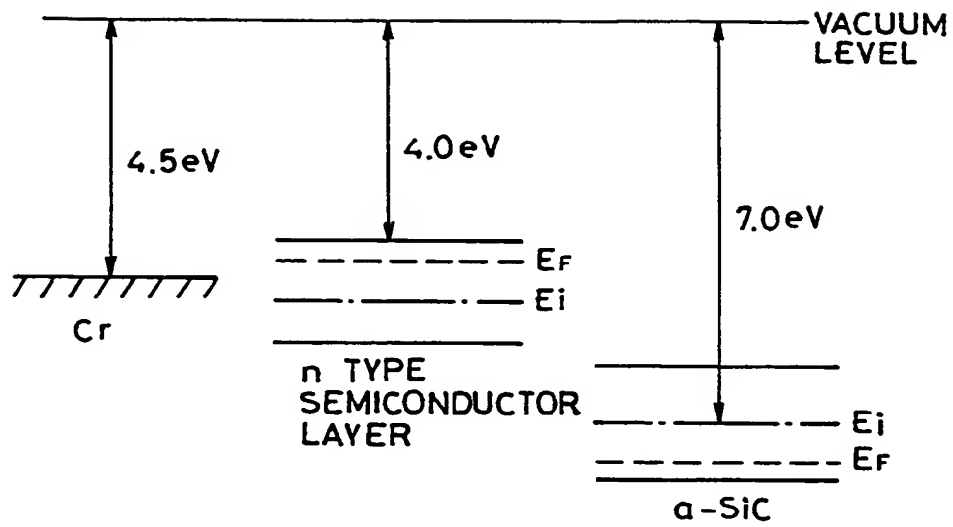 VACUUM
LEVEL
4.5eV
4.0eV
7.0eV
EF
Ei
Cr
n TYPE
SEMICONDUCTOR
LAYER
Ei
EF
a-SiC